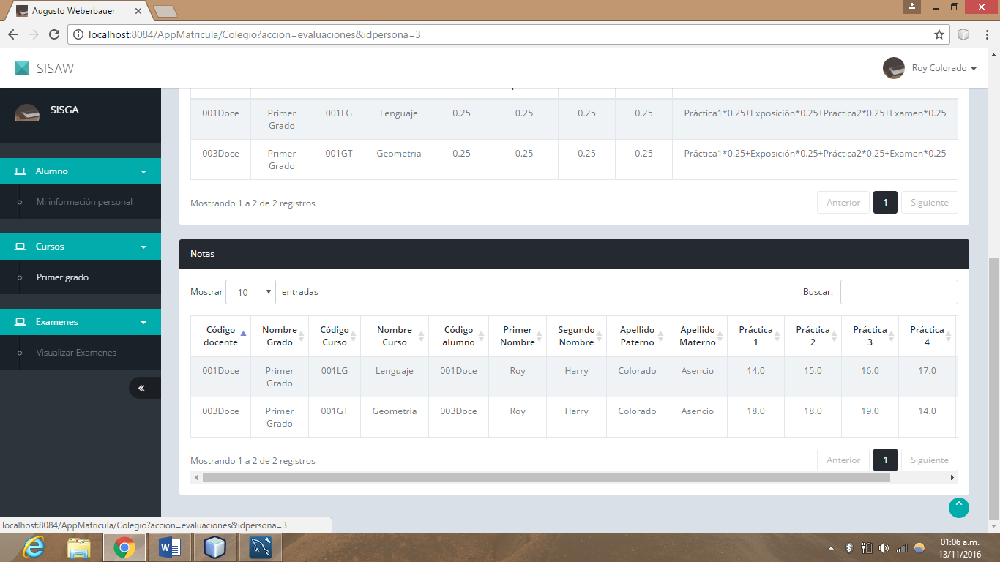 Augusto Weberbauer
localhost:8084/AppMatricula/Colegio?accion=evaluaciones&idpersona=3
SISAW
Roy Colorado
SISGA
Alumno
Mi información personal
Cursos
Primer grado
Examenes
Visualizar Examenes
001Doce Primer Grado 001LG Lenguaje 0.25 0.25 0.25 0.25 Práctica1*0.25+Exposición*0.25+Práctica2*0.25+Examen*0.25
003Doce Primer Grado 001GT Geometria 0.25 0.25 0.25 0.25 Práctica1*0.25+Exposición*0.25+Práctica2*0.25+Examen*0.25
Mostrando 1 a 2 de 2 registros
Anterior 1 Siguiente
Notas
Mostrar 10 entradas
Buscar:
Código docente Nombre Grado Código Curso Nombre Curso Código alumno Primer Nombre Segundo Nombre Apellido Paterno Apellido Materno Práctica 1 Práctica 2 Práctica 3 Práctica 4
001Doce Primer Grado 001LG Lenguaje 001Doce Roy Harry Colorado Asencio 14.0 15.0 16.0 17.0
003Doce Primer Grado 001GT Geometria 003Doce Roy Harry Colorado Asencio 18.0 18.0 19.0 14.0
Mostrando 1 a 2 de 2 registros
Anterior 1 Siguiente
localhost:8084/AppMatricula/Colegio?accion=evaluaciones&idpersona=3
01:06 a.m.
13/11/2016